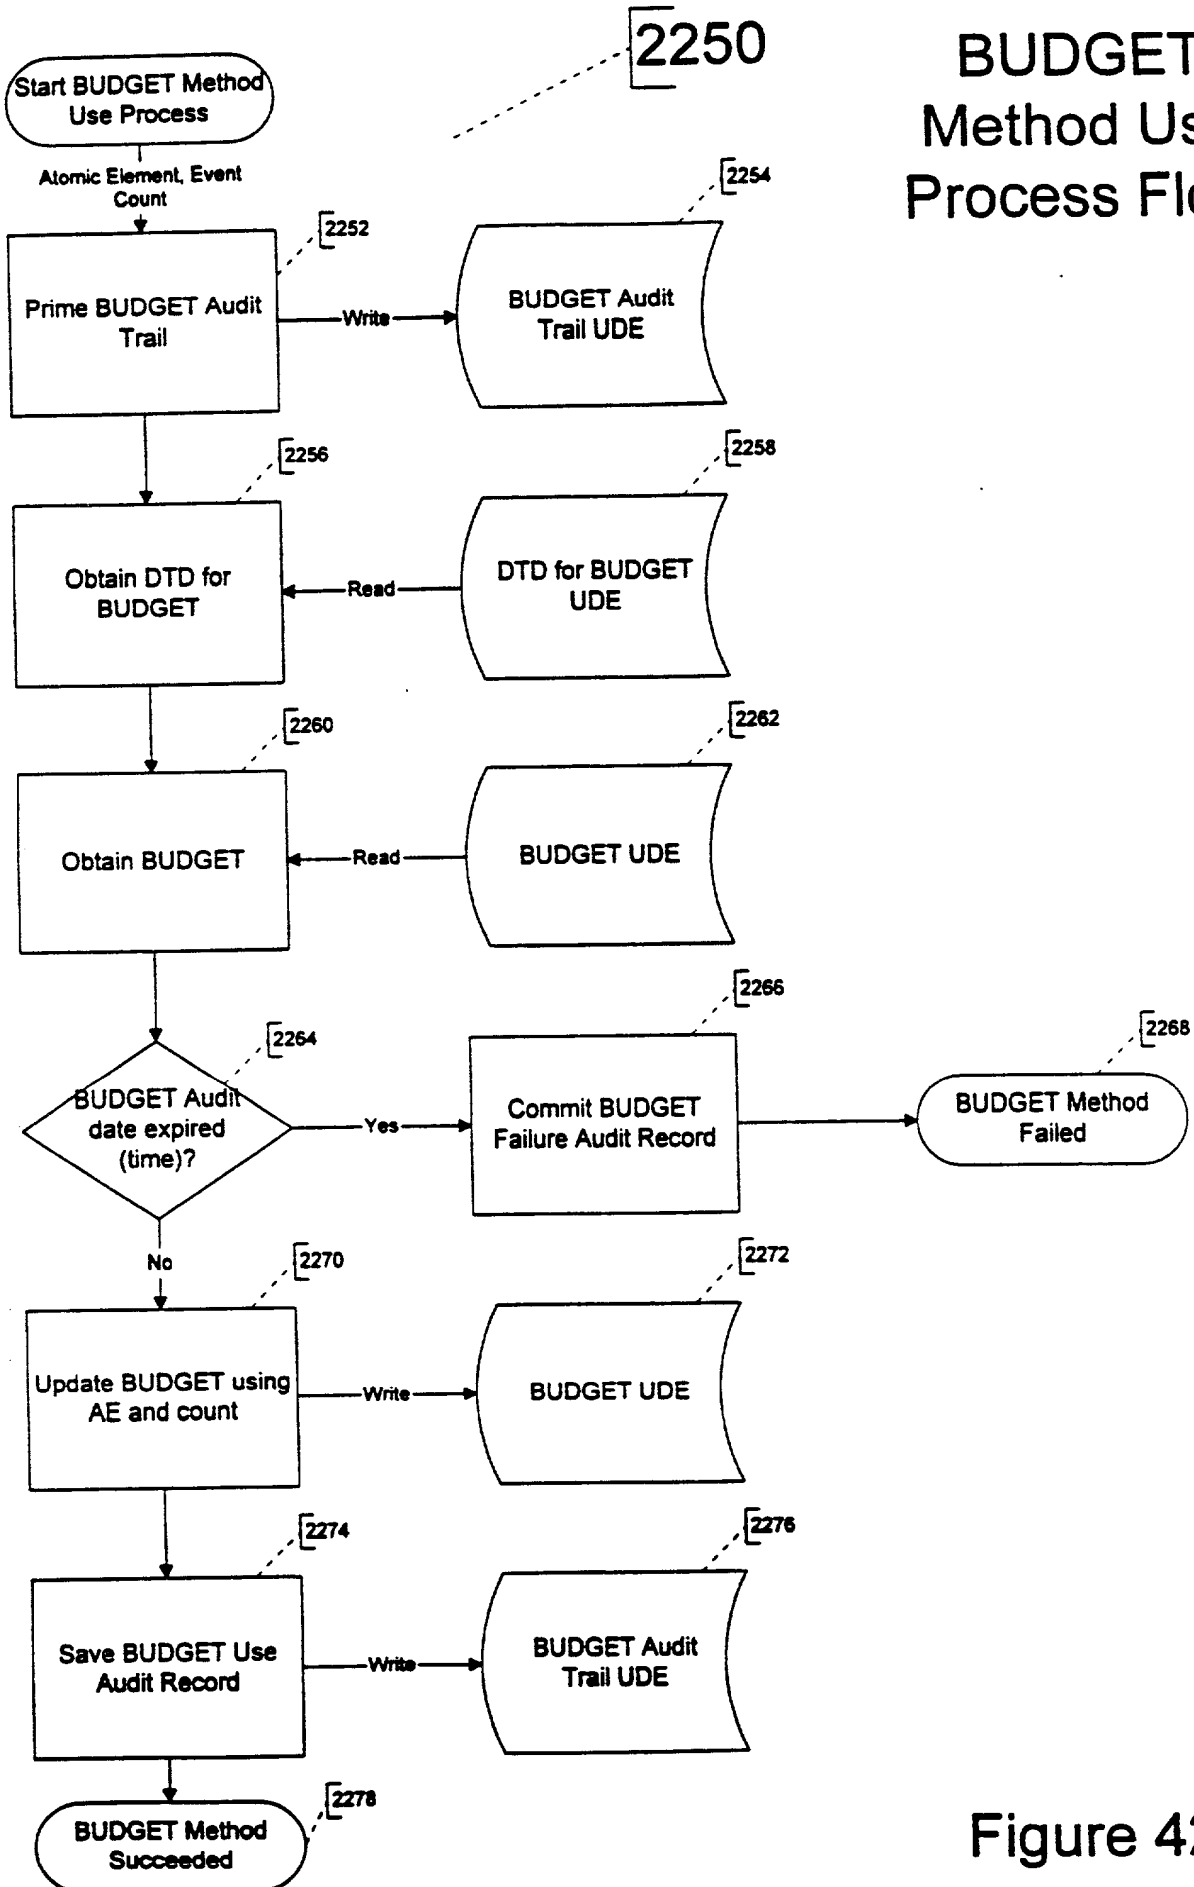 2250
BUDGET
Method Us
Process Flo
Start BUDGET Method
Use Process
Atomic Element, Event
Count
2252
2254
Prime BUDGET Audit
Trail
Write
BUDGET Audit
Trail UDE
2256
2258
Obtain DTD for
BUDGET
Read
DTD for BUDGET
UDE
2260
2262
Obtain BUDGET
Read
BUDGET UDE
2264
2266
2268
BUDGET Audit
date expired
(time)?
Yes
Commit BUDGET
Failure Audit Record
BUDGET Method
Failed
No
2270
2272
Update BUDGET using
AE and count
Write
BUDGET UDE
2274
2276
Save BUDGET Use
Audit Record
Write
BUDGET Audit
Trail UDE
2278
BUDGET Method
Succeeded
Figure 42